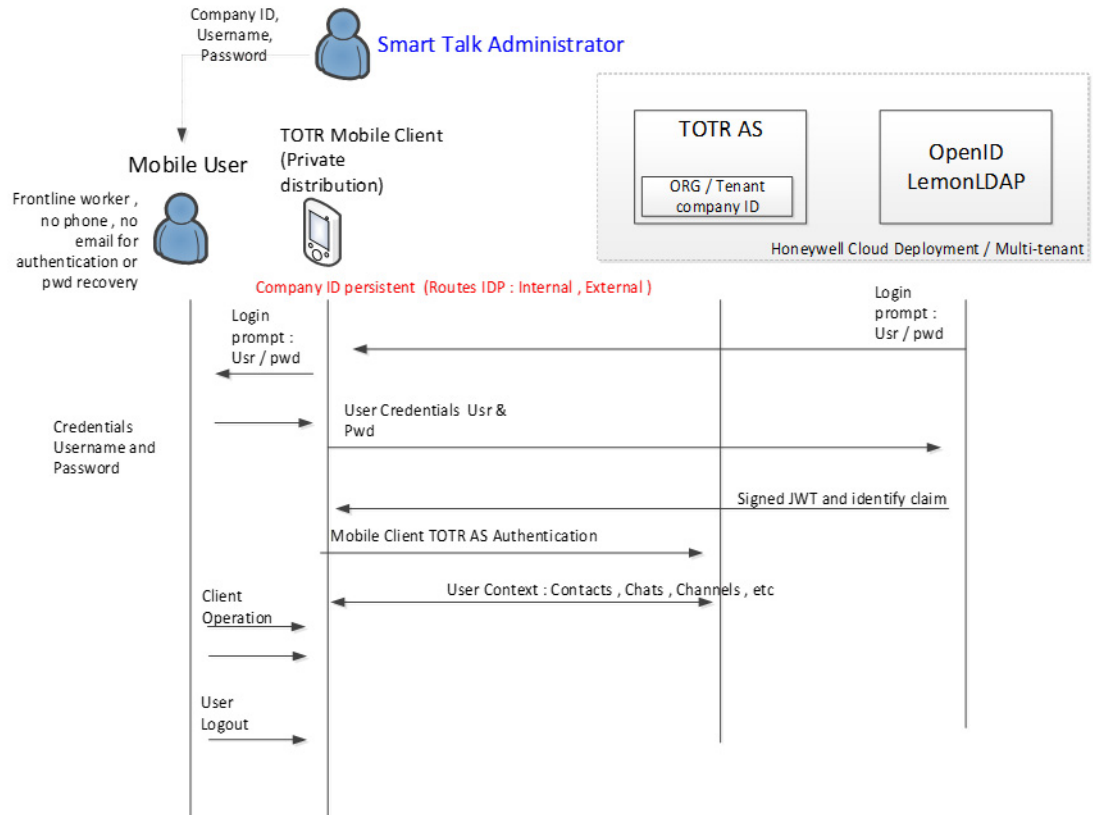 Company ID,
Username,
Password
Smart Talk Administrator
TOTR Mobile Client
(Private
distribution)
Mobile User
Frontline worker ,
no phone , no
email for
authentication or
pwd recovery
TOTR AS
ORG / Tenant
company ID
OpenID
LemonLDAP
Honeywell Cloud Deployment / Multi-tenant
Company ID persistent (Routes IDP : Internal , External )
Login
prompt :
Usr / pwd
Login
prompt :
Usr / pwd
Credentials
Username and
Password
User Credentials Usr &
Pwd
Signed JWT and identify claim
Mobile Client TOTR AS Authentication
User Context : Contacts , Chats , Channels , etc
Client
Operation
User
Logout